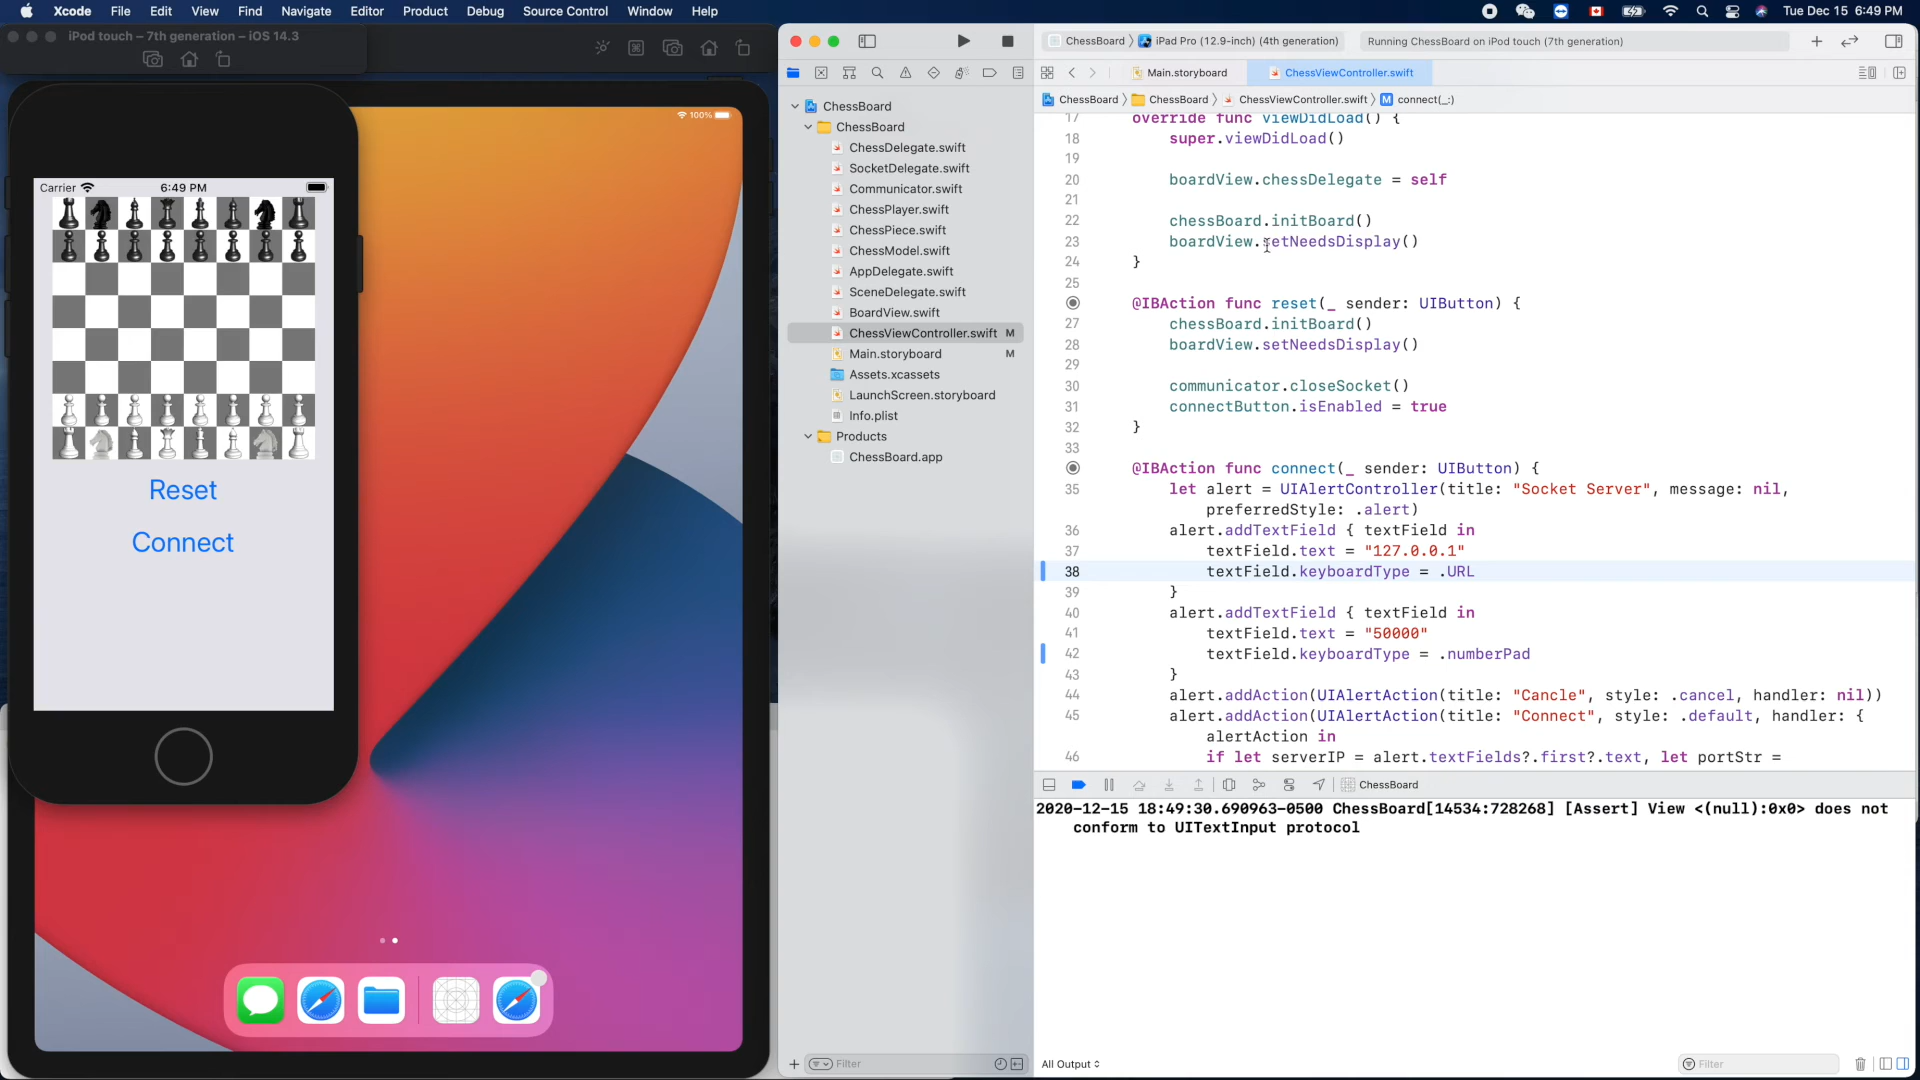 Xcode File Edit View Find Navigate Editor Product Debug Source Control Window Help
Tue Dec 15 6:49 PM
iPod touch – 7th generation – iOS 14.3
100%
Carrier
6:49 PM
Reset
Connect
ChessBoard
iPad Pro (12.9-inch) (4th generation)
Running ChessBoard on iPod touch (7th generation)
Main.storyboard
ChessViewController.swift
ChessBoard
ChessBoard
ChessViewController.swift
M connect(_:)
ChessBoard
ChessBoard
ChessDelegate.swift
SocketDelegate.swift
Communicator.swift
ChessPlayer.swift
ChessPiece.swift
ChessModel.swift
AppDelegate.swift
SceneDelegate.swift
BoardView.swift
ChessViewController.swift M
Main.storyboard M
Assets.xcassets
LaunchScreen.storyboard
Info.plist
Products
ChessBoard.app
Filter
17 override func viewDidLoad() {
18 super.viewDidLoad()
19
20 boardView.chessDelegate = self
21
22 chessBoard.initBoard()
23 boardView.setNeedsDisplay()
24 }
25
@IBAction func reset(_ sender: UIButton) {
27 chessBoard.initBoard()
28 boardView.setNeedsDisplay()
29
30 communicator.closeSocket()
31 connectButton.isEnabled = true
32 }
33
@IBAction func connect(_ sender: UIButton) {
35 let alert = UIAlertController(title: "Socket Server", message: nil,
preferredStyle: .alert)
36 alert.addTextField { textField in
37 textField.text = "127.0.0.1"
38 textField.keyboardType = .URL
39 }
40 alert.addTextField { textField in
41 textField.text = "50000"
42 textField.keyboardType = .numberPad
43 }
44 alert.addAction(UIAlertAction(title: "Cancle", style: .cancel, handler: nil))
45 alert.addAction(UIAlertAction(title: "Connect", style: .default, handler: {
alertAction in
46 if let serverIP = alert.textFields?.first?.text, let portStr =
ChessBoard
2020-12-15 18:49:30.690963-0500 ChessBoard[14534:728268] [Assert] View <(null):0x0> does not
conform to UITextInput protocol
All Output
Filter